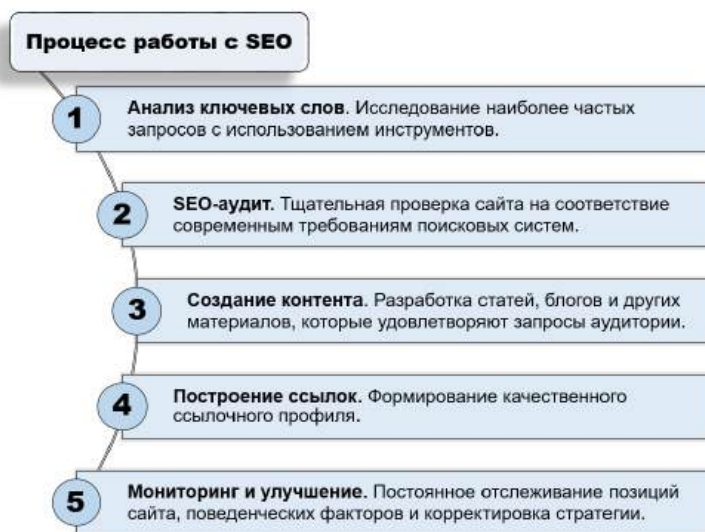 Процесс работы с SEO
1
Анализ ключевых слов. Исследование наиболее частых
запросов с использованием инструментов.
2
SEO-аудит. Тщательная проверка сайта на соответствие
современным требованиям поисковых систем.
3
Создание контента. Разработка статей, блогов и других
материалов, которые удовлетворяют запросы аудитории.
4
Построение ссылок. Формирование качественного
ссылочного профиля.
5
Мониторинг и улучшение. Постоянное отслеживание позиций
сайта, поведенческих факторов и корректировка стратегии.